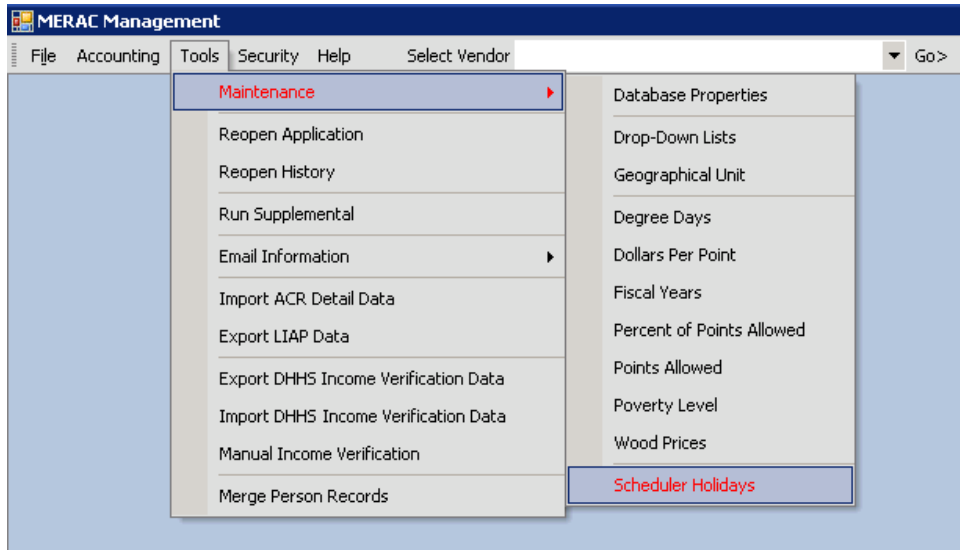 MERAC Management
File Accounting Tools Security Help Select Vendor Go>
Maintenance
Reopen Application
Reopen History
Run Supplemental
Email Information
Import ACR Detail Data
Export LIAP Data
Export DHHS Income Verification Data
Import DHHS Income Verification Data
Manual Income Verification
Merge Person Records
Database Properties
Drop-Down Lists
Geographical Unit
Degree Days
Dollars Per Point
Fiscal Years
Percent of Points Allowed
Points Allowed
Poverty Level
Wood Prices
Scheduler Holidays